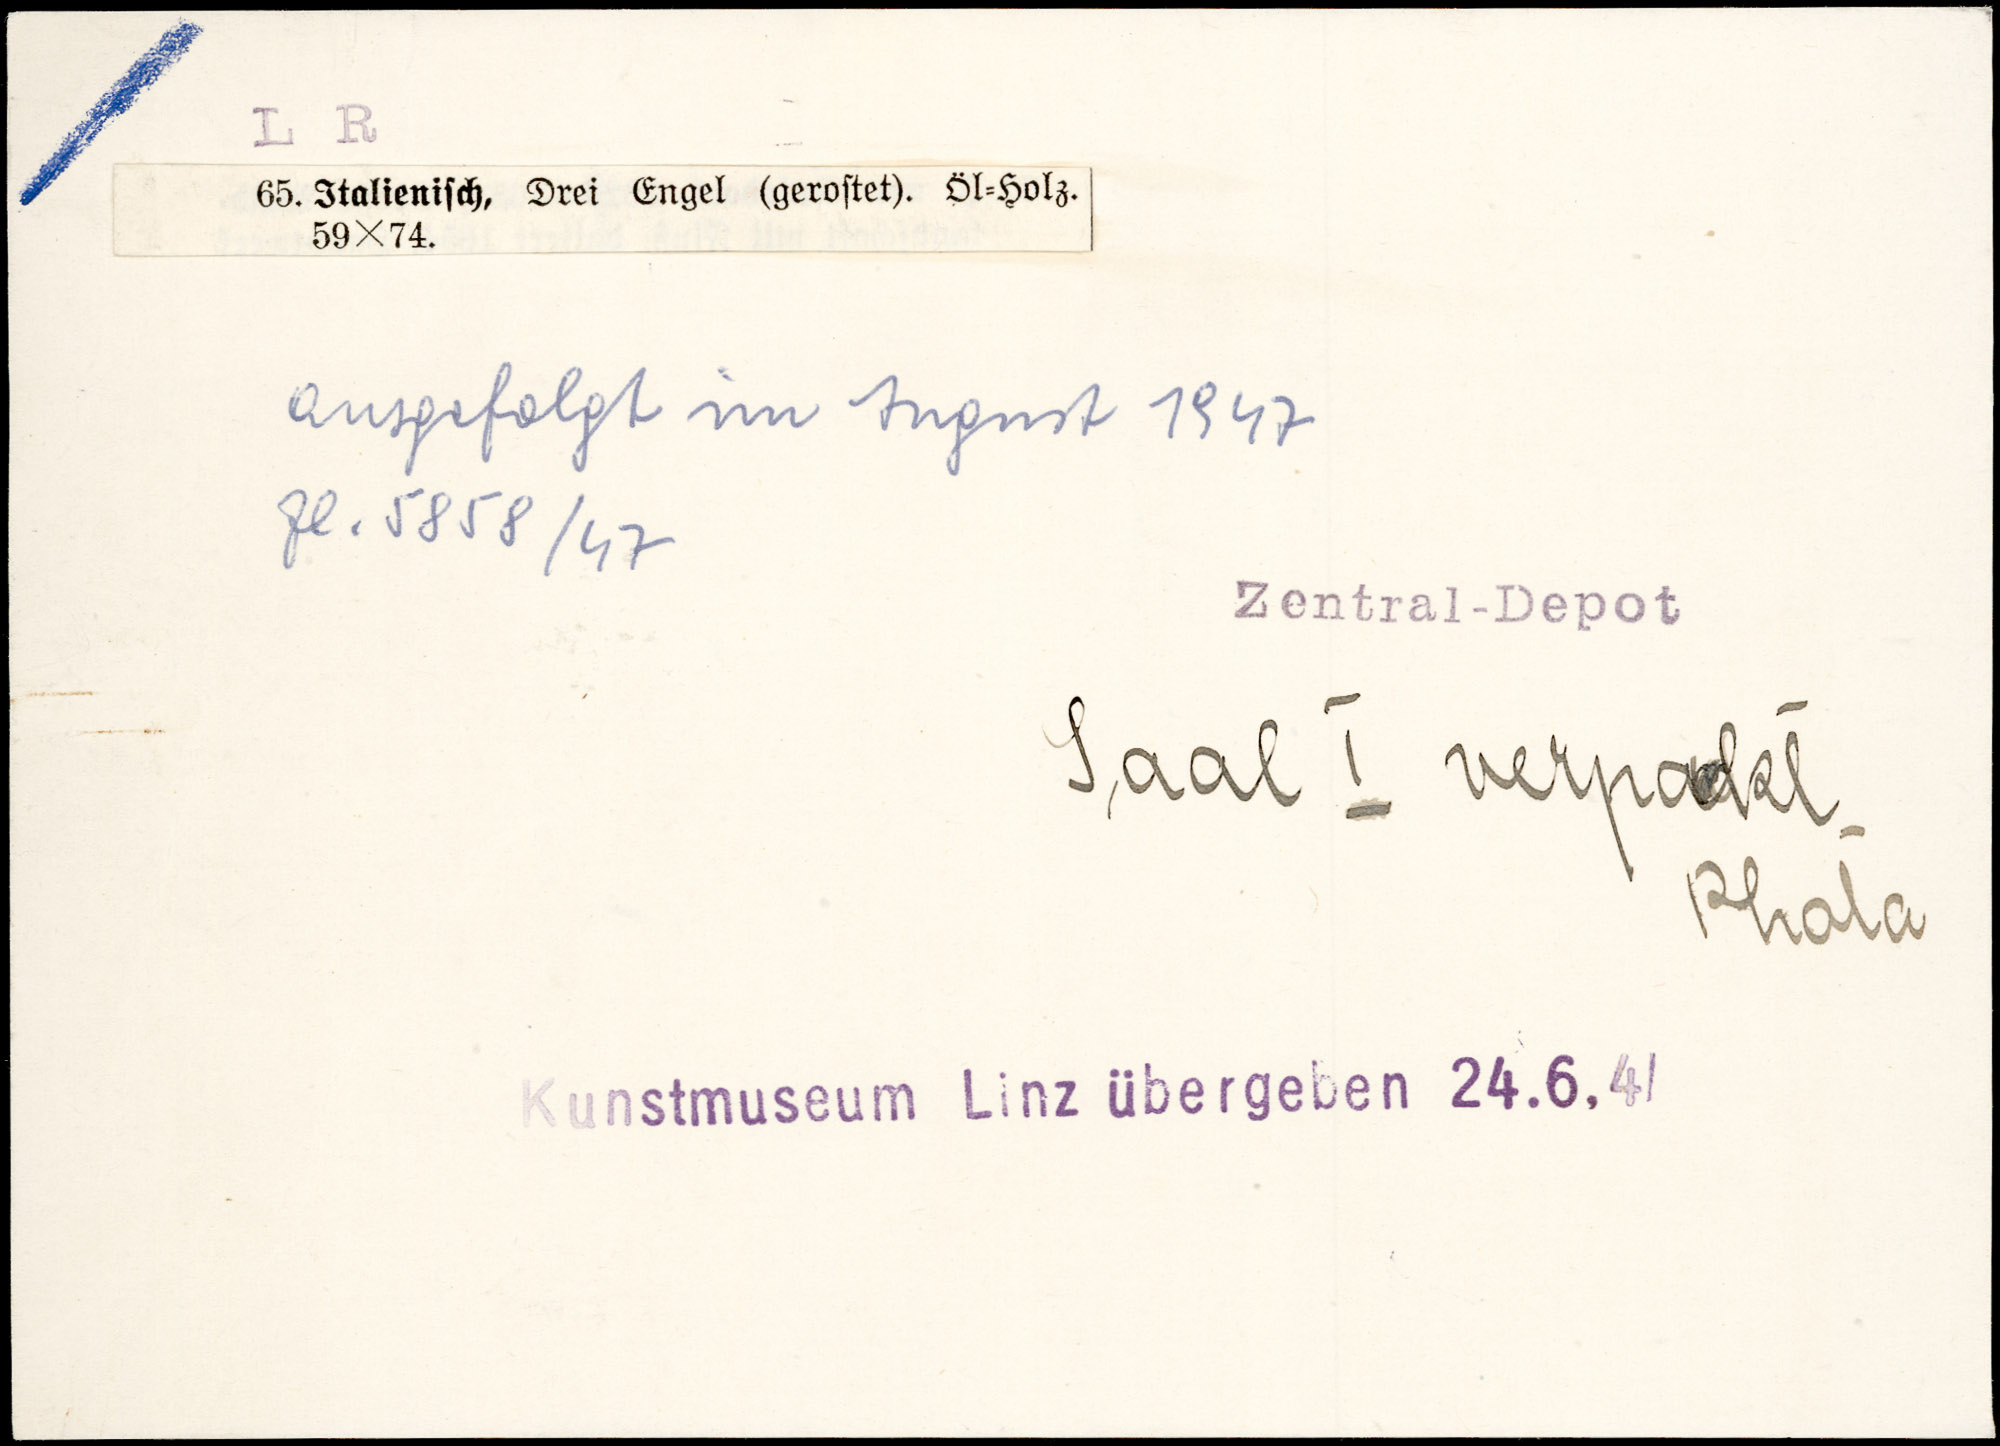 L R
65. Italieniſch, Drei Engel (geroſtet). Öl=Holz.
59×74.
ausgefolgt im August 1947
Zl. 5858/47
Zentral-Depot
Saal I verpackt
Photo
Kunstmuseum Linz übergeben 24.6.41